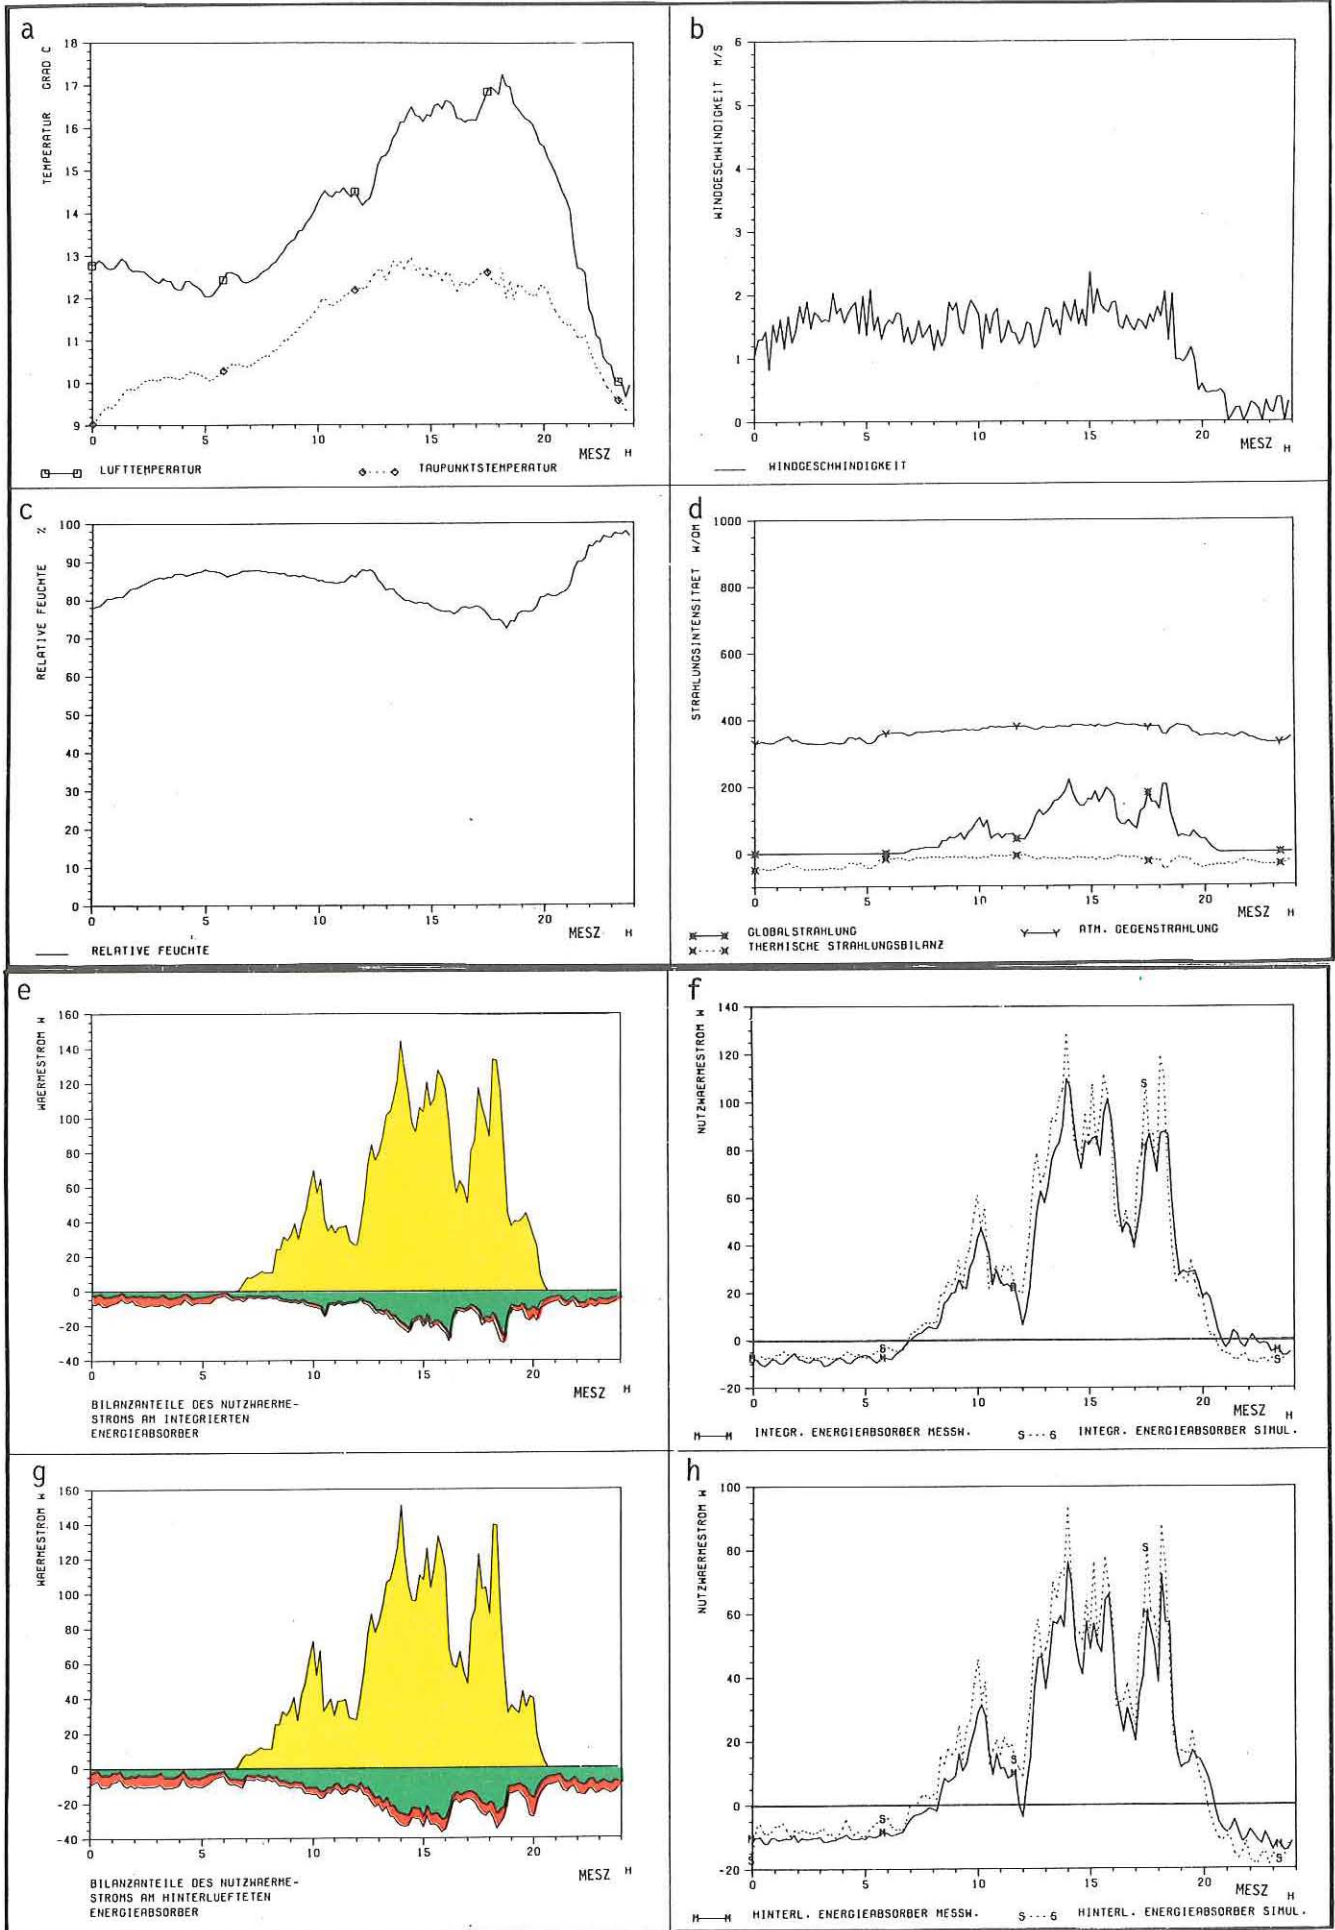 a
TEMPERATUR GRAD C
18
17
16
15
14
13
12
11
10
9
0 5 10 15 20
MESZ H
LUFTTEMPERATUR TAUPUNKTSTEMPERATUR
b
WINDGESCHWINDIGKEIT M/S
6
5
4
3
2
1
0
0 5 10 15 20
MESZ H
WINDGESCHWINDIGKEIT
c
RELATIVE FEUCHTE %
100
90
80
70
60
50
40
30
20
10
0
0 5 10 15 20
MESZ H
RELATIVE FEUCHTE
d
STRAHLUNGSINTENSITAET W/QM
1000
800
600
400
200
0
0 5 10 15 20
MESZ H
GLOBALSTRAHLUNG ATM. GEGENSTRAHLUNG
THERMISCHE STRAHLUNGSBILANZ
e
WAERMESTROM W
160
140
120
100
80
60
40
20
0
-20
-40
0 5 10 15 20
MESZ H
BILANZANTEILE DES NUTZWAERME-
STROMS AM INTEGRIERTEN
ENERGIEABSORBER
f
NUTZWAERMESTROM W
140
120
100
80
60
40
20
0
-20
0 5 10 15 20
MESZ H
M M INTEGR. ENERGIEABSORBER MESSW. S S INTEGR. ENERGIEABSORBER SIMUL.
g
WAERMESTROM W
160
140
120
100
80
60
40
20
0
-20
-40
0 5 10 15 20
MESZ H
BILANZANTEILE DES NUTZWAERME-
STROMS AM HINTERLUEFTETEN
ENERGIEABSORBER
h
NUTZWAERMESTROM W
100
80
60
40
20
0
-20
0 5 10 15 20
MESZ H
M M HINTERL. ENERGIEABSORBER MESSW. S S HINTERL. ENERGIEABSORBER SIMUL.